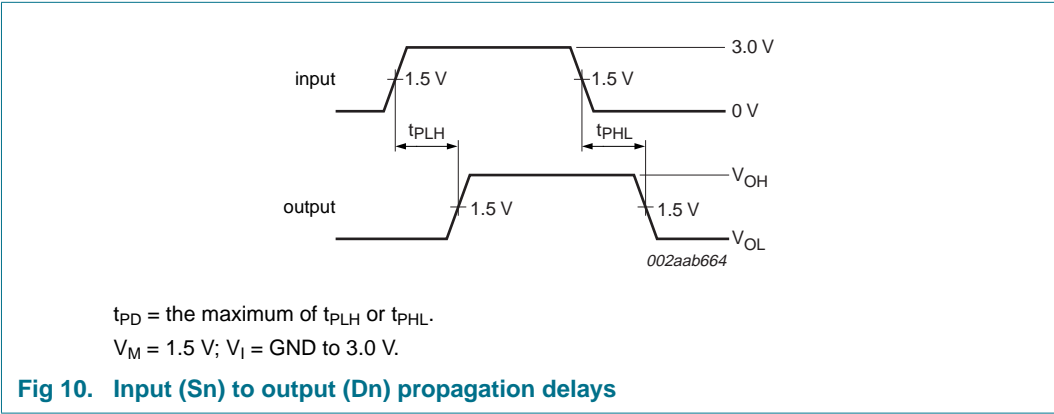 3.0 V
input
1.5 V
1.5 V
0 V
tPLH
tPHL
VOH
output
1.5 V
1.5 V
VOL
002aab664
tPD = the maximum of tPLH or tPHL.
VM = 1.5 V; VI = GND to 3.0 V.
Fig 10. Input (Sn) to output (Dn) propagation delays